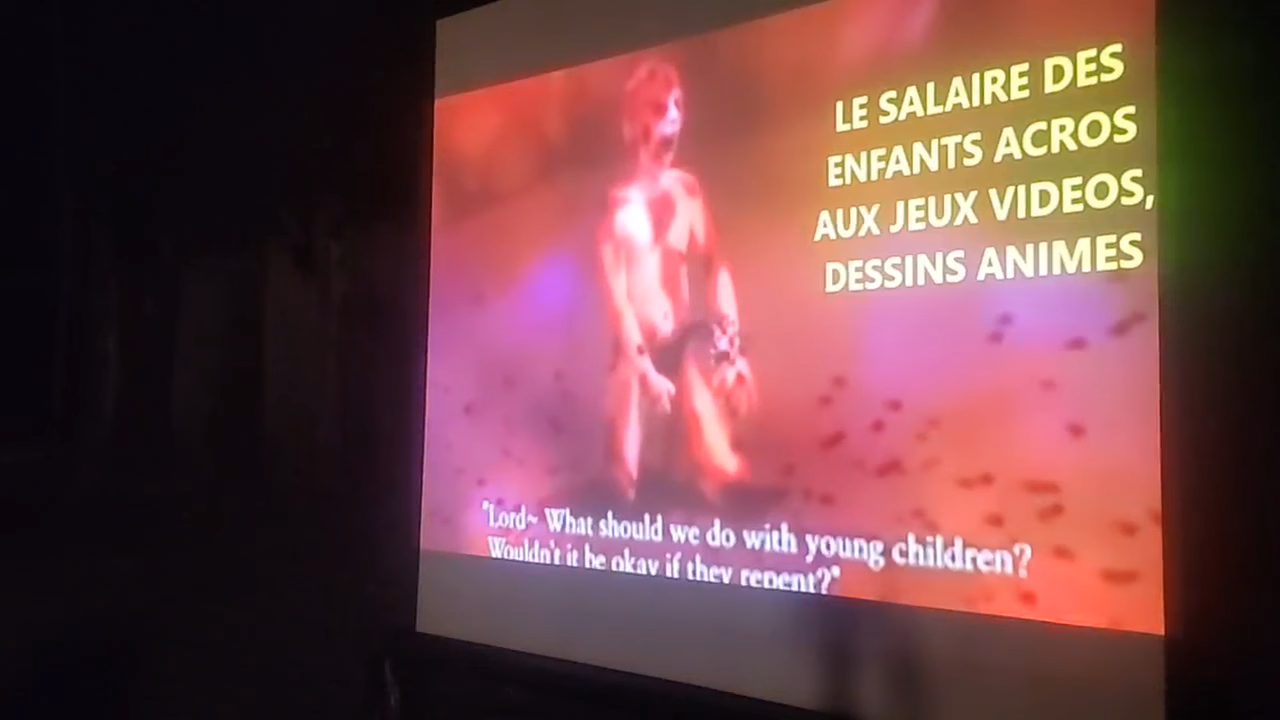 LE SALAIRE DES
ENFANTS ACROS
AUX JEUX VIDEOS,
DESSINS ANIMES
"Lord~ What should we do with young children?
Wouldn't it be okay if they repent?"